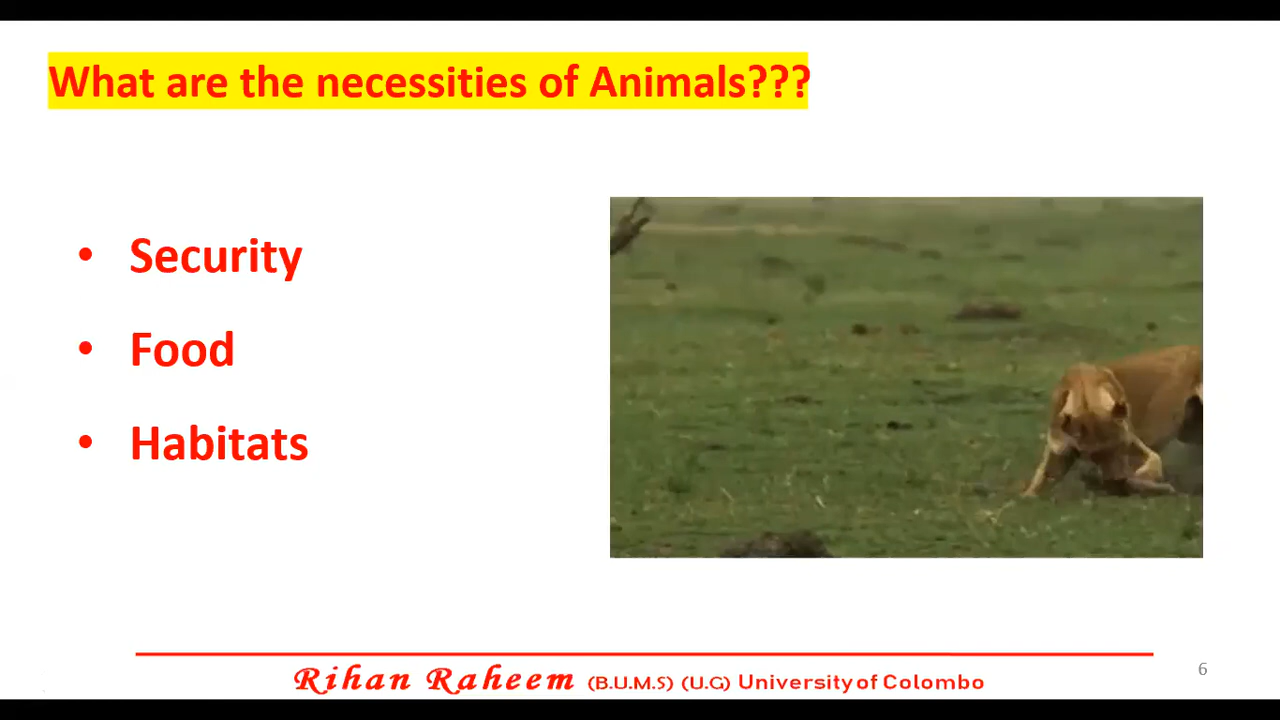 What are the necessities of Animals???
• Security
• Food
• Habitats
Rihan Raheem (B.U.M.S) (U.G) University of Colombo
6